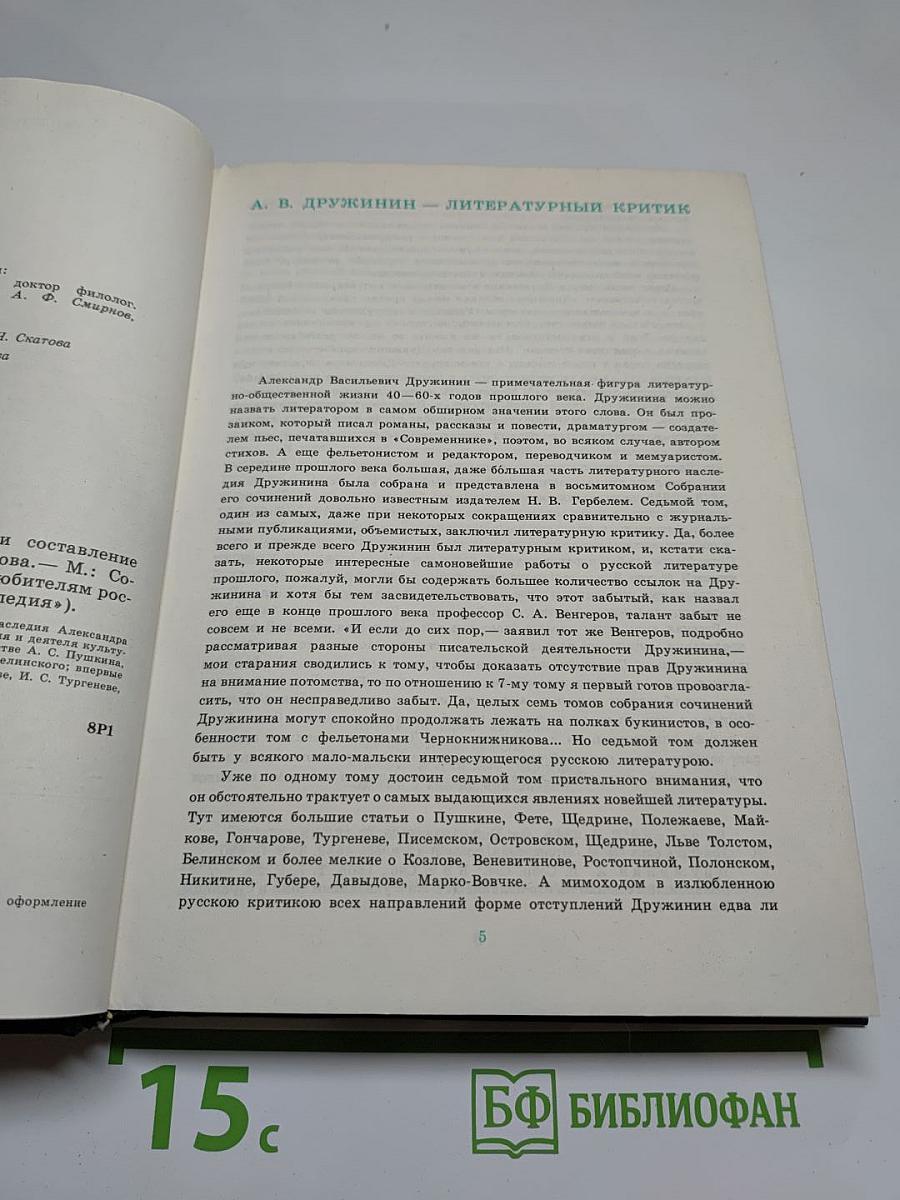 и:
доктор филолог.
А. Ф. Смирнов,
Н. Скатова
ва
и составление
ова.— М.: Со-
юбителям рос-
ледия»).
аследия Александра
ия и деятеля культу-
стве А. С. Пушкина,
елинского; впервые
ве, И. С. Тургеневе,
8Р1
оформление
А. В. ДРУЖИНИН — ЛИТЕРАТУРНЫЙ КРИТИК
Александр Васильевич Дружинин — примечательная фигура литератур-
но-общественной жизни 40—60-х годов прошлого века. Дружинина можно
назвать литератором в самом обширном значении этого слова. Он был про-
заиком, который писал романы, рассказы и повести, драматургом — создате-
лем пьес, печатавшихся в «Современнике», поэтом, во всяком случае, автором
стихов. А еще фельетонистом и редактором, переводчиком и мемуаристом.
В середине прошлого века большая, даже бо́льшая часть литературного насле-
дия Дружинина была собрана и представлена в восьмитомном Собрании
его сочинений довольно известным издателем Н. В. Гербелем. Седьмой том,
один из самых, даже при некоторых сокращениях сравнительно с журналь-
ными публикациями, объемистых, заключил литературную критику. Да, более
всего и прежде всего Дружинин был литературным критиком, и, кстати ска-
зать, некоторые интересные самоновейшие работы о русской литературе
прошлого, пожалуй, могли бы содержать большее количество ссылок на Дру-
жинина и хотя бы тем засвидетельствовать, что этот забытый, как назвал
его еще в конце прошлого века профессор С. А. Венгеров, талант забыт не
совсем и не всеми. «И если до сих пор,— заявил тот же Венгеров, подробно
рассматривая разные стороны писательской деятельности Дружинина,—
мои старания сводились к тому, чтобы доказать отсутствие прав Дружинина
на внимание потомства, то по отношению к 7-му тому я первый готов провозгла-
сить, что он несправедливо забыт. Да, целых семь томов собрания сочинений
Дружинина могут спокойно продолжать лежать на полках букинистов, в осо-
бенности том с фельетонами Чернокнижникова... Но седьмой том должен
быть у всякого мало-мальски интересующегося русскою литературою.
Уже по одному тому достоин седьмой том пристального внимания, что
он обстоятельно трактует о самых выдающихся явлениях новейшей литературы.
Тут имеются большие статьи о Пушкине, Фете, Щедрине, Полежаеве, Май-
кове, Гончарове, Тургеневе, Писемском, Островском, Щедрине, Льве Толстом,
Белинском и более мелкие о Козлове, Веневитинове, Ростопчиной, Полонском,
Никитине, Губере, Давыдове, Марко-Вовчке. А мимоходом в излюбленною
русскою критикою всех направлений форме отступлений Дружинин едва ли
5
15с
БФ БИБЛИОФАН